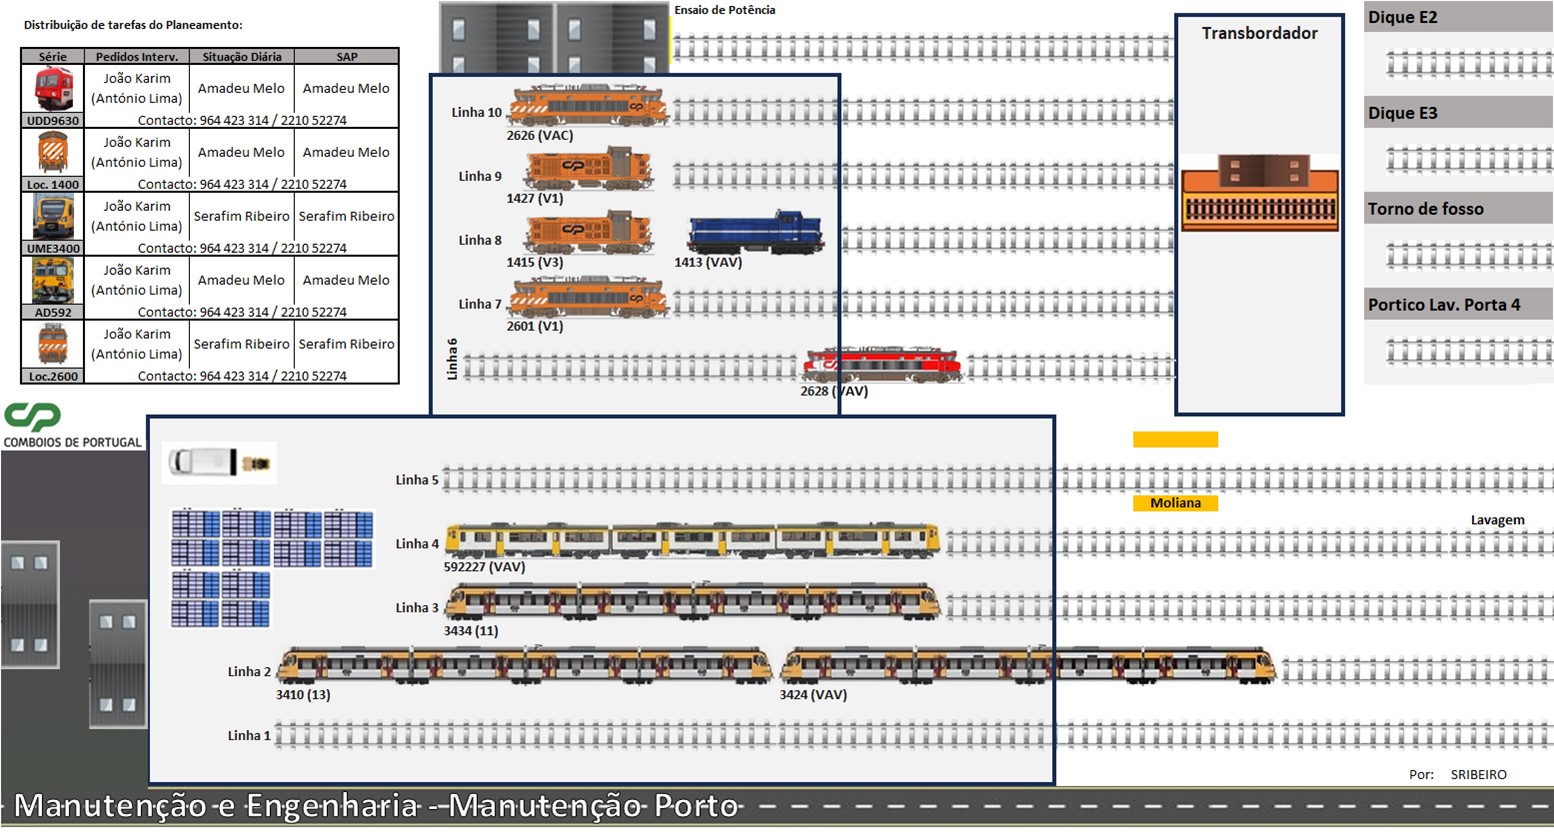 Distribuição de tarefas do Planeamento:
Série Pedidos Interv. Situação Diária SAP
João Karim
(António Lima) Amadeu Melo Amadeu Melo
UDD9630 Contacto: 964 423 314 / 2210 52274
João Karim
(António Lima) Amadeu Melo Amadeu Melo
Loc. 1400 Contacto: 964 423 314 / 2210 52274
João Karim
(António Lima) Serafim Ribeiro Serafim Ribeiro
UME3400 Contacto: 964 423 314 / 2210 52274
João Karim
(António Lima) Amadeu Melo Amadeu Melo
AD592 Contacto: 964 423 314 / 2210 52274
João Karim
(António Lima) Serafim Ribeiro Serafim Ribeiro
Loc.2600 Contacto: 964 423 314 / 2210 52274
CP
COMBOIOS DE PORTUGAL
Ensaio de Potência
Linha 10
2626 (VAC)
Linha 9
1427 (V1)
Linha 8
1415 (V3)
1413 (VAV)
Linha 7
2601 (V1)
Linha 6
2628 (VAV)
Transbordador
Dique E2
Dique E3
Torno de fosso
Portico Lav. Porta 4
Linha 5
Moliana
Lavagem
Linha 4
592227 (VAV)
Linha 3
3434 (11)
Linha 2
3410 (13)
3424 (VAV)
Linha 1
Por: SRIBEIRO
Manutenção e Engenharia - Manutenção Porto